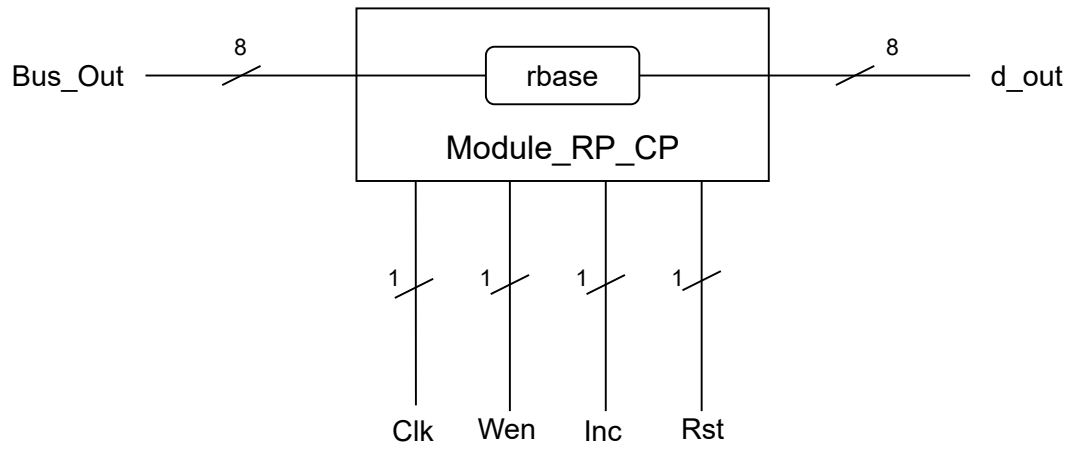 8
8
Bus_Out
rbase
d_out
Module_RP_CP
1
1
1
1
Clk
Wen
Inc
Rst